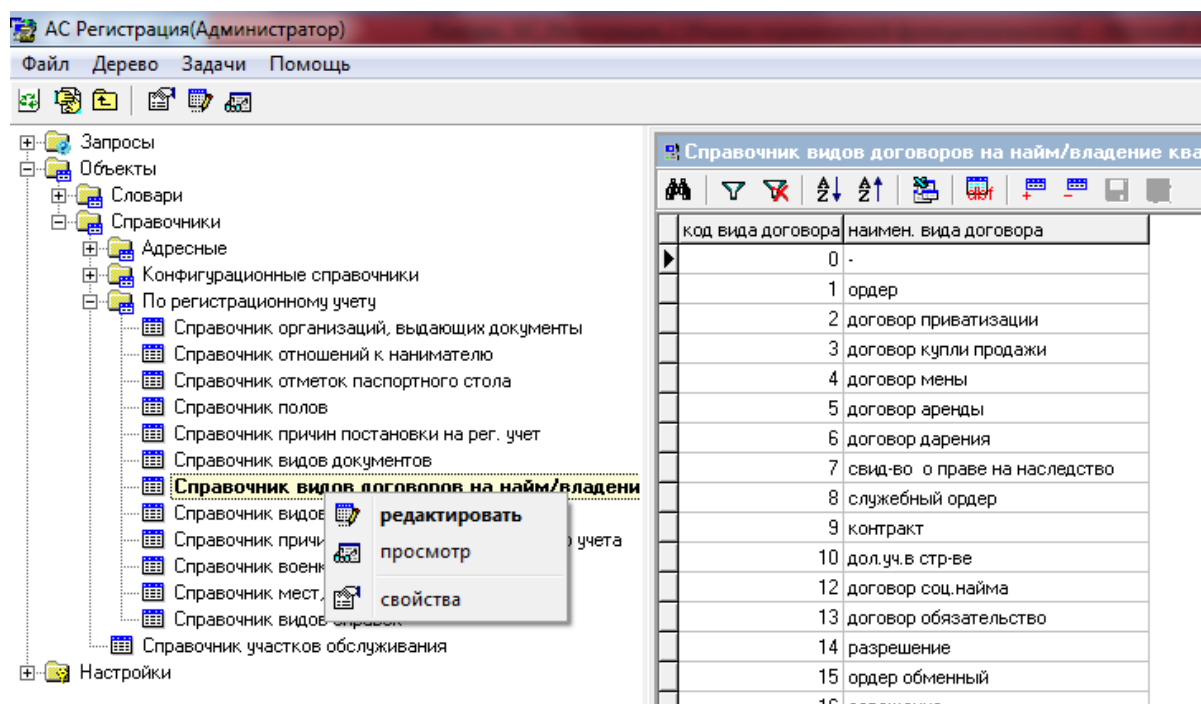 АС Регистрация(Администратор)
Файл Дерево Задачи Помощь
Запросы
Объекты
Словари
Справочники
Адресные
Конфигурационные справочники
По регистрационному учету
Справочник организаций, выдающих документы
Справочник отношений к нанимателю
Справочник отметок паспортного стола
Справочник полов
Справочник причин постановки на рег. учет
Справочник видов документов
Справочник видов договоров на найм/владени
Справочник видов
Справочник причи учета
Справочник военк
Справочник мест,
Справочник видов справок
Справочник участков обслуживания
Настройки
редактировать
просмотр
свойства
Справочник видов договоров на найм/владение ква
dbf
код вида договора наимен. вида договора
0 -
1 ордер
2 договор приватизации
3 договор купли продажи
4 договор мены
5 договор аренды
6 договор дарения
7 свид-во о праве на наследство
8 служебный ордер
9 контракт
10 дол.уч.в стр-ве
12 договор соц.найма
13 договор обязательство
14 разрешение
15 ордер обменный
16